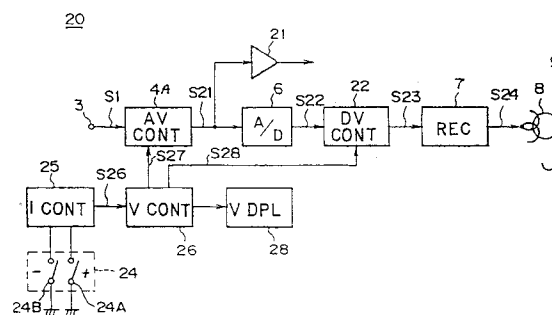 20
21
4A
6
22
7
8
9
3
S1
AV
CONT
S21
A/D
S22
DV
CONT
S23
REC
S24
S27
S28
25
I CONT
S26
V CONT
26
V DPL
28
- +
24
24B
24A